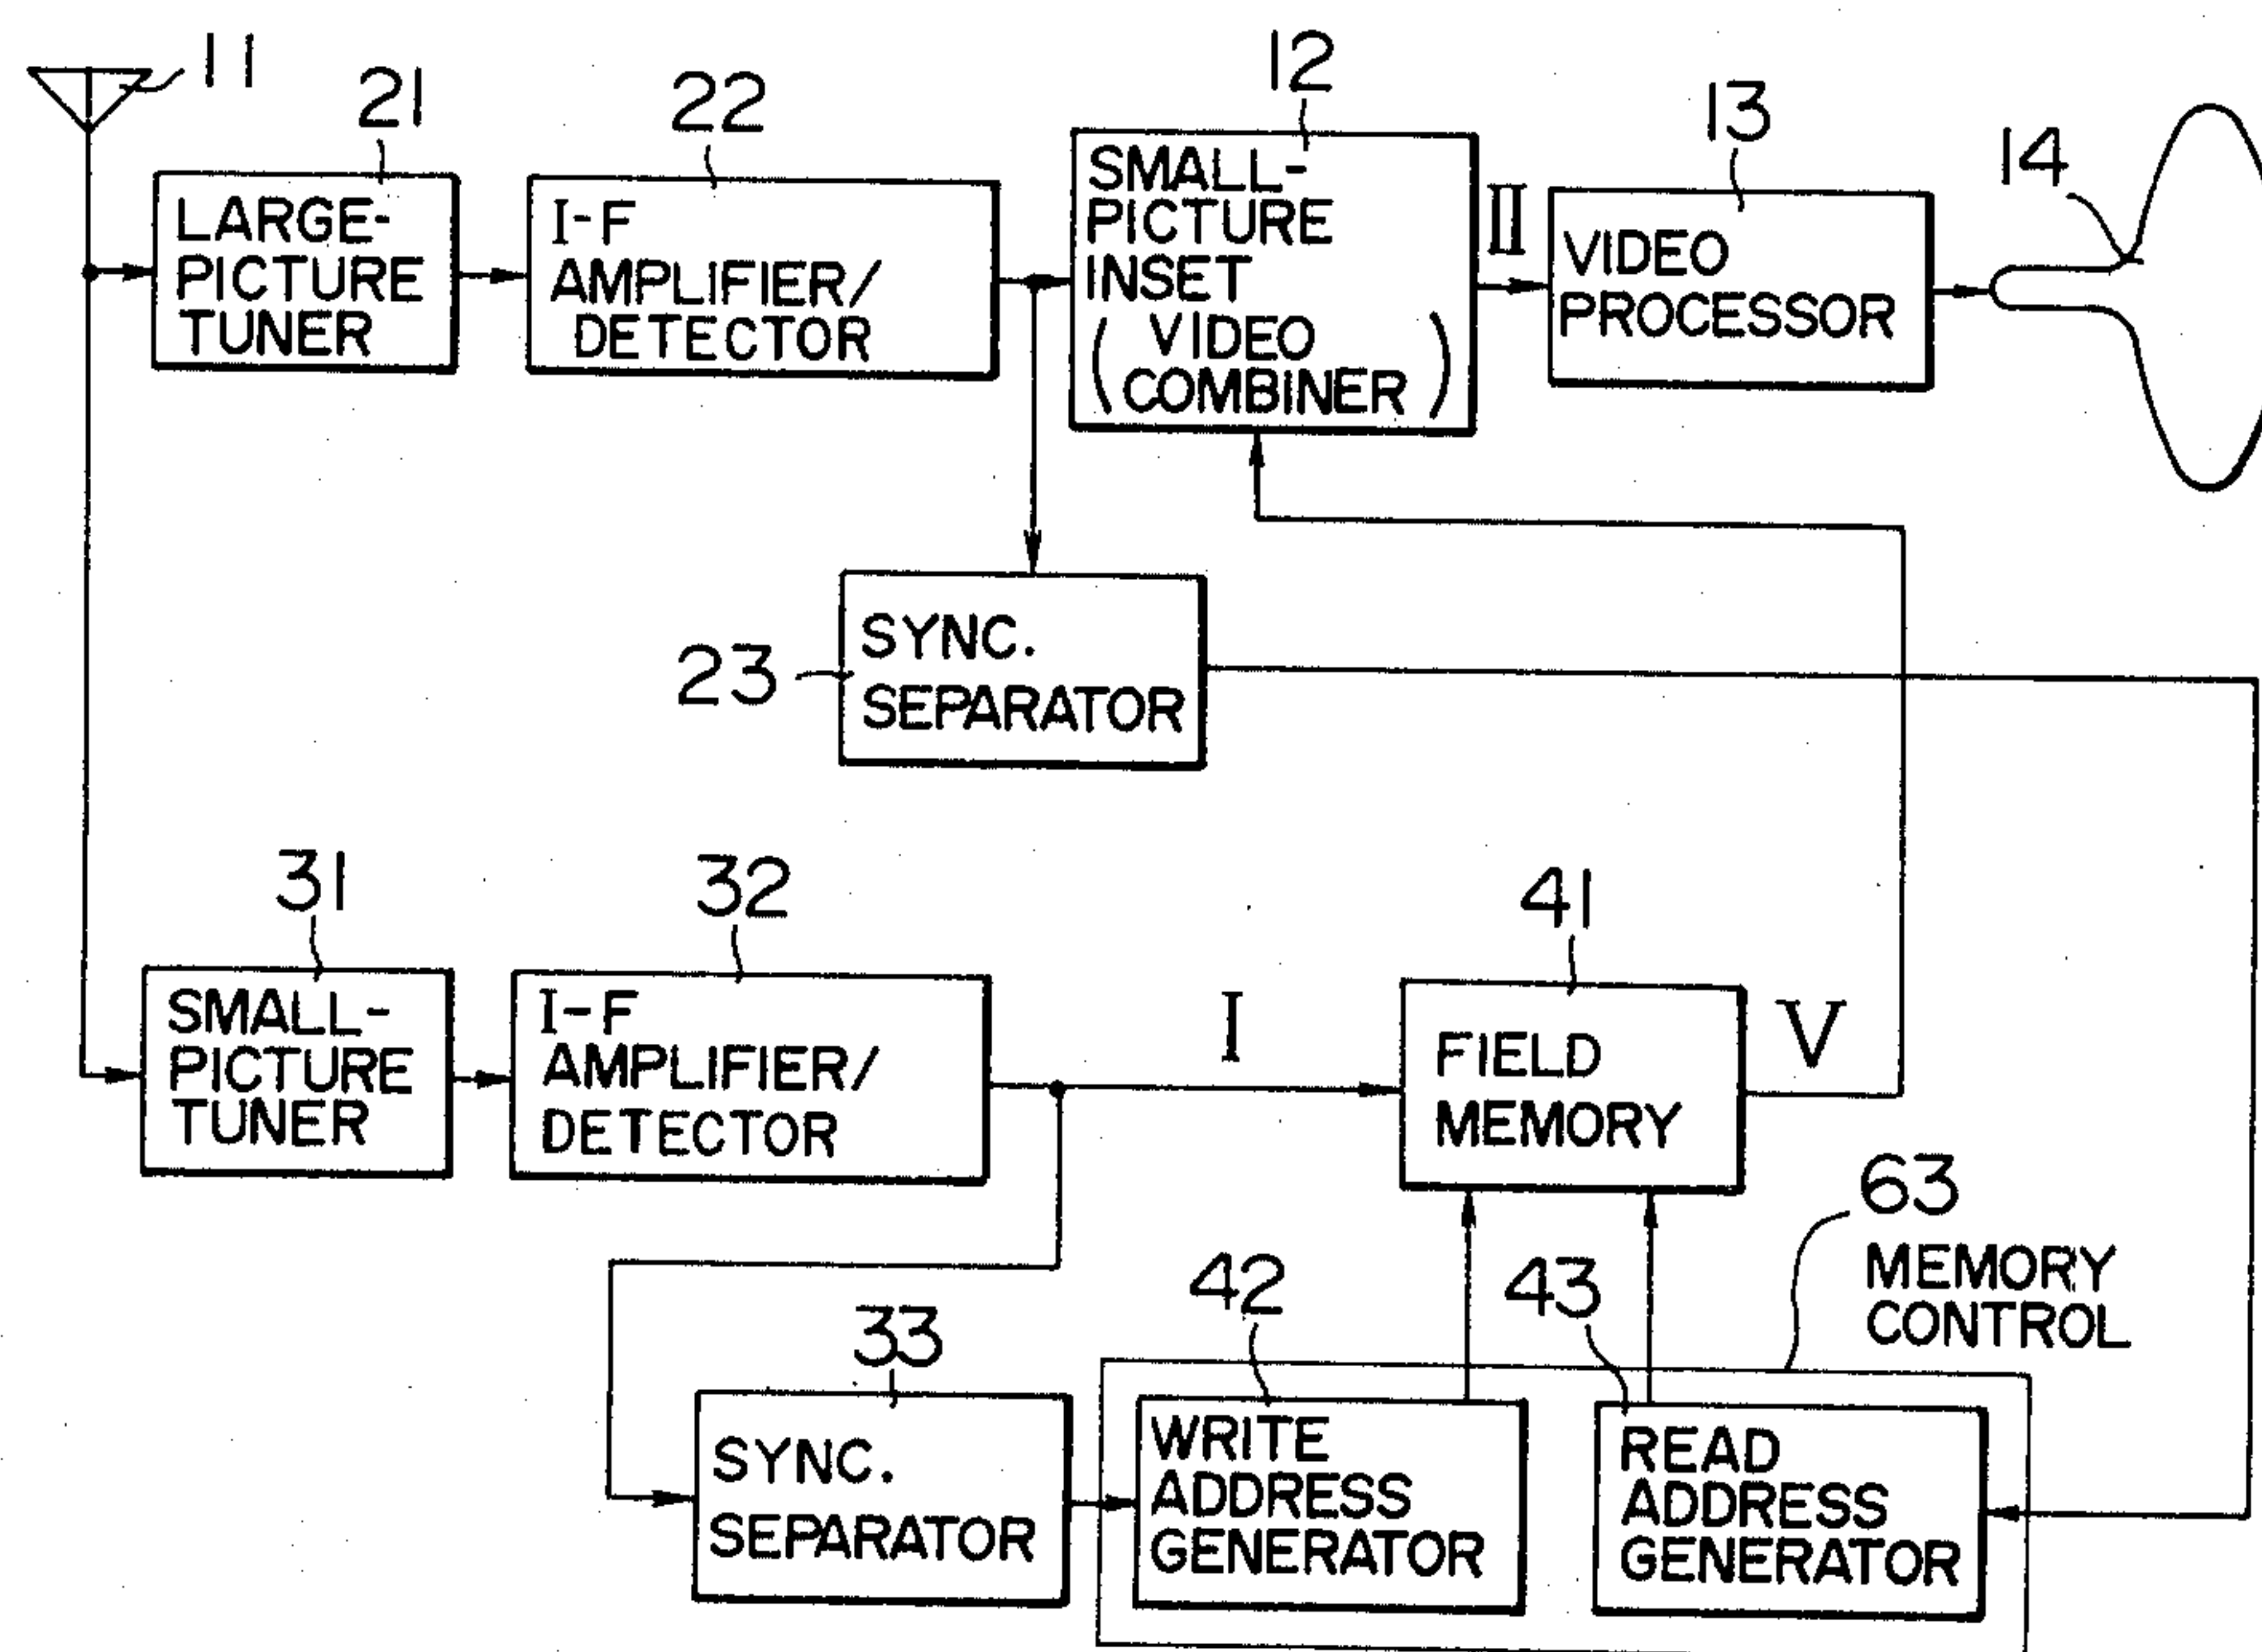 11
21
22
12
13
14
LARGE-
PICTURE
TUNER
I-F
AMPLIFIER/
DETECTOR
SMALL-
PICTURE
INSET
( VIDEO
COMBINER )
II
VIDEO
PROCESSOR
23
SYNC.
SEPARATOR
31
32
41
SMALL-
PICTURE
TUNER
I-F
AMPLIFIER/
DETECTOR
I
FIELD
MEMORY
V
63
MEMORY
CONTROL
33
42
43
SYNC.
SEPARATOR
WRITE
ADDRESS
GENERATOR
READ
ADDRESS
GENERATOR